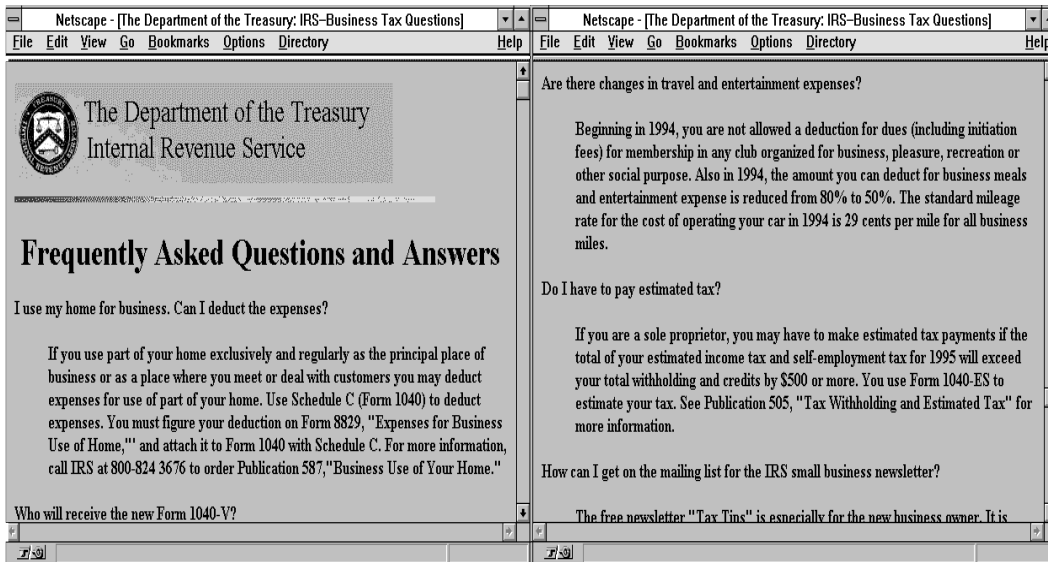 Netscape - [The Department of the Treasury: IRS–Business Tax Questions]
File Edit View Go Bookmarks Options Directory Help
The Department of the Treasury
Internal Revenue Service
Frequently Asked Questions and Answers
I use my home for business. Can I deduct the expenses?
If you use part of your home exclusively and regularly as the principal place of
business or as a place where you meet or deal with customers you may deduct
expenses for use of part of your home. Use Schedule C (Form 1040) to deduct
expenses. You must figure your deduction on Form 8829, "Expenses for Business
Use of Home,"' and attach it to Form 1040 with Schedule C. For more information,
call IRS at 800-824 3676 to order Publication 587,"Business Use of Your Home."
Who will receive the new Form 1040-V?
Netscape - [The Department of the Treasury: IRS–Business Tax Questions]
File Edit View Go Bookmarks Options Directory Help
Are there changes in travel and entertainment expenses?
Beginning in 1994, you are not allowed a deduction for dues (including initiation
fees) for membership in any club organized for business, pleasure, recreation or
other social purpose. Also in 1994, the amount you can deduct for business meals
and entertainment expense is reduced from 80% to 50%. The standard mileage
rate for the cost of operating your car in 1994 is 29 cents per mile for all business
miles.
Do I have to pay estimated tax?
If you are a sole proprietor, you may have to make estimated tax payments if the
total of your estimated income tax and self-employment tax for 1995 will exceed
your total withholding and credits by $500 or more. You use Form 1040-ES to
estimate your tax. See Publication 505, "Tax Withholding and Estimated Tax" for
more information.
How can I get on the mailing list for the IRS small business newsletter?
The free newsletter "Tax Tips" is especially for the new business owner. It is